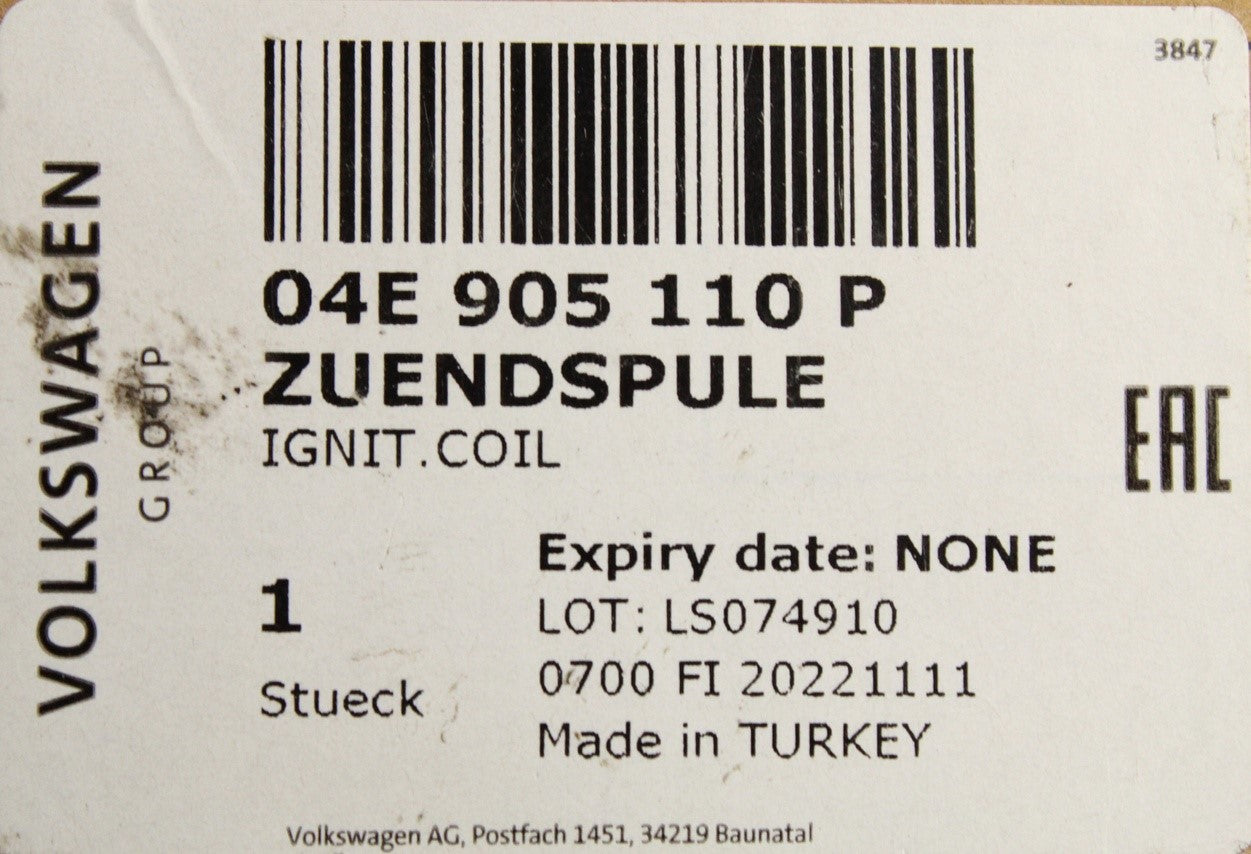 3847
VOLKSWAGEN
GROUP
04E 905 110 P
ZUENDSPULE
IGNIT.COIL
EAC
1
Stueck
Expiry date: NONE
LOT: LS074910
0700 FI 20221111
Made in TURKEY
Volkswagen AG, Postfach 1451, 34219 Baunatal